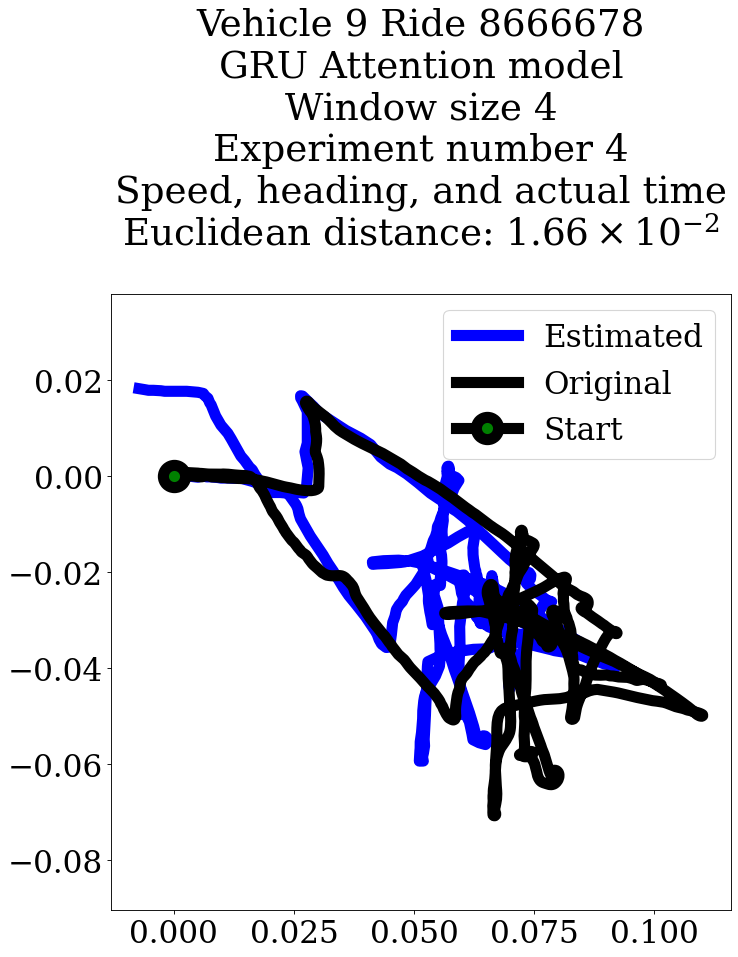 Vehicle 9 Ride 8666678
GRU Attention model
Window size 4
Experiment number 4
Speed, heading, and actual time
Euclidean distance: 1.66 × 10⁻²
Estimated
Original
Start
0.02
0.00
−0.02
−0.04
−0.06
−0.08
0.000 0.025 0.050 0.075 0.100